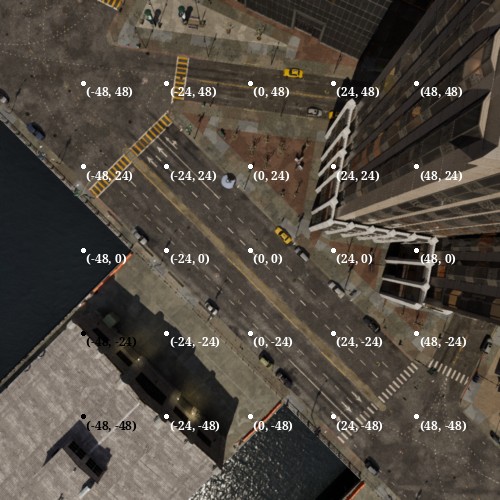 (-48, 48) (-24, 48) (0, 48) (24, 48) (48, 48)
(-48, 24) (-24, 24) (0, 24) (24, 24) (48, 24)
(-48, 0) (-24, 0) (0, 0) (24, 0) (48, 0)
(-48, -24) (-24, -24) (0, -24) (24, -24) (48, -24)
(-48, -48) (-24, -48) (0, -48) (24, -48) (48, -48)